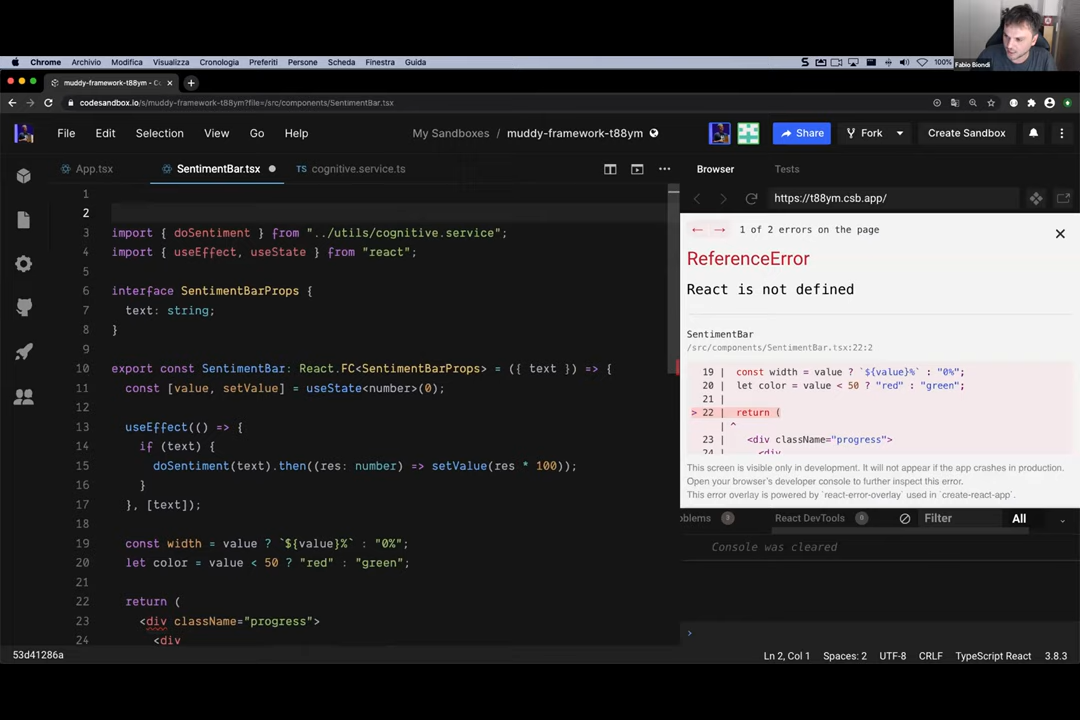 Fabio Biondi
Chrome Archivio Modifica Visualizza Cronologia Preferiti Persone Scheda Finestra Guida 100%
muddy-framework-t88ym - Co
codesandbox.io/s/muddy-framework-t88ym?file=/src/components/SentimentBar.tsx
File Edit Selection View Go Help My Sandboxes / muddy-framework-t88ym Share Fork Create Sandbox
App.tsx SentimentBar.tsx TS cognitive.service.ts Browser Tests
https://t88ym.csb.app/
1
2
3 import { doSentiment } from "../utils/cognitive.service";
4 import { useEffect, useState } from "react";
5
6 interface SentimentBarProps {
7 text: string;
8 }
9
10 export const SentimentBar: React.FC<SentimentBarProps> = ({ text }) => {
11 const [value, setValue] = useState<number>(0);
12
13 useEffect(() => {
14 if (text) {
15 doSentiment(text).then((res: number) => setValue(res * 100));
16 }
17 }, [text]);
18
19 const width = value ? `${value}%` : "0%";
20 let color = value < 50 ? "red" : "green";
21
22 return (
23 <div className="progress">
24 <div
← → 1 of 2 errors on the page
ReferenceError
React is not defined
SentimentBar
/src/components/SentimentBar.tsx:22:2
19 | const width = value ? `${value}%` : "0%";
20 | let color = value < 50 ? "red" : "green";
21 |
> 22 | return (
| ^
23 | <div className="progress">
24 | <div
This screen is visible only in development. It will not appear if the app crashes in production.
Open your browser's developer console to further inspect this error.
This error overlay is powered by `react-error-overlay` used in `create-react-app`.
oblems 0 React DevTools 0 Filter All
Console was cleared
›
53d41286a Ln 2, Col 1 Spaces: 2 UTF-8 CRLF TypeScript React 3.8.3